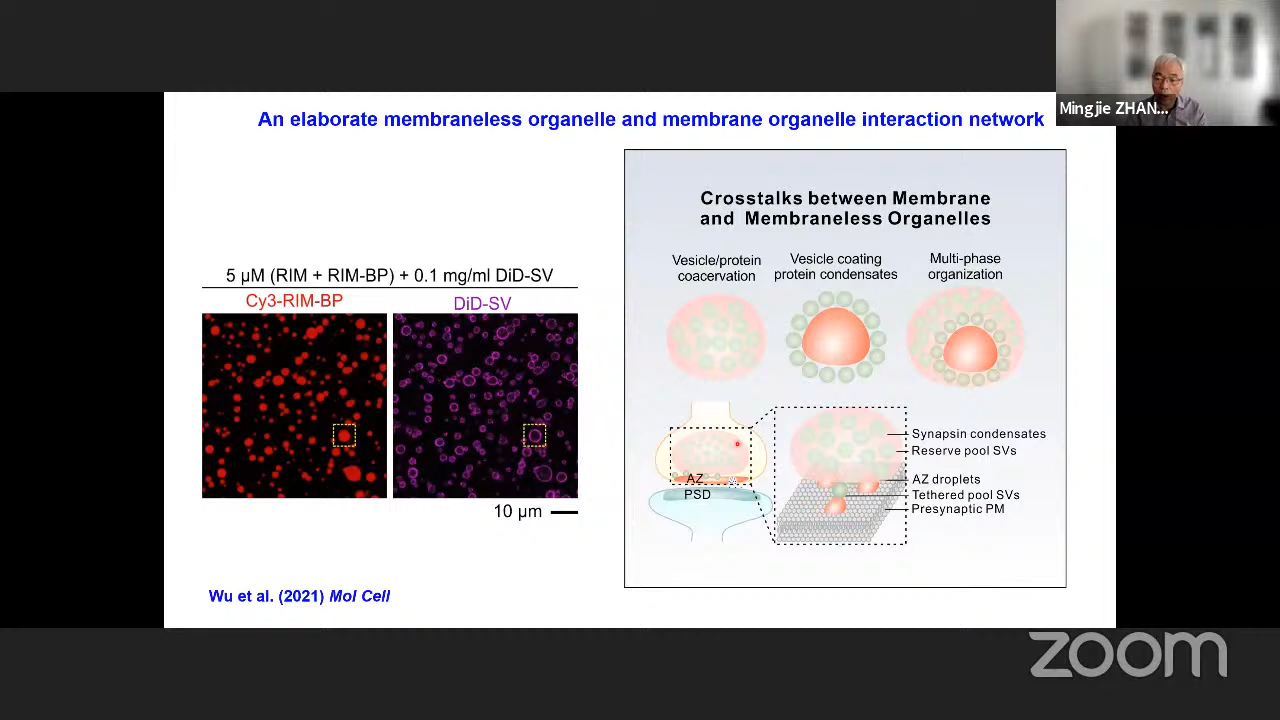 Mingjie ZHAN...
An elaborate membraneless organelle and membrane organelle interaction network
5 µM (RIM + RIM-BP) + 0.1 mg/ml DiD-SV
Cy3-RIM-BP
DiD-SV
10 µm
Wu et al. (2021) Mol Cell
Crosstalks between Membrane
and Membraneless Organelles
Vesicle/protein
coacervation
Vesicle coating
protein condensates
Multi-phase
organization
AZ
PSD
Synapsin condensates
Reserve pool SVs
AZ droplets
Tethered pool SVs
Presynaptic PM
zoom